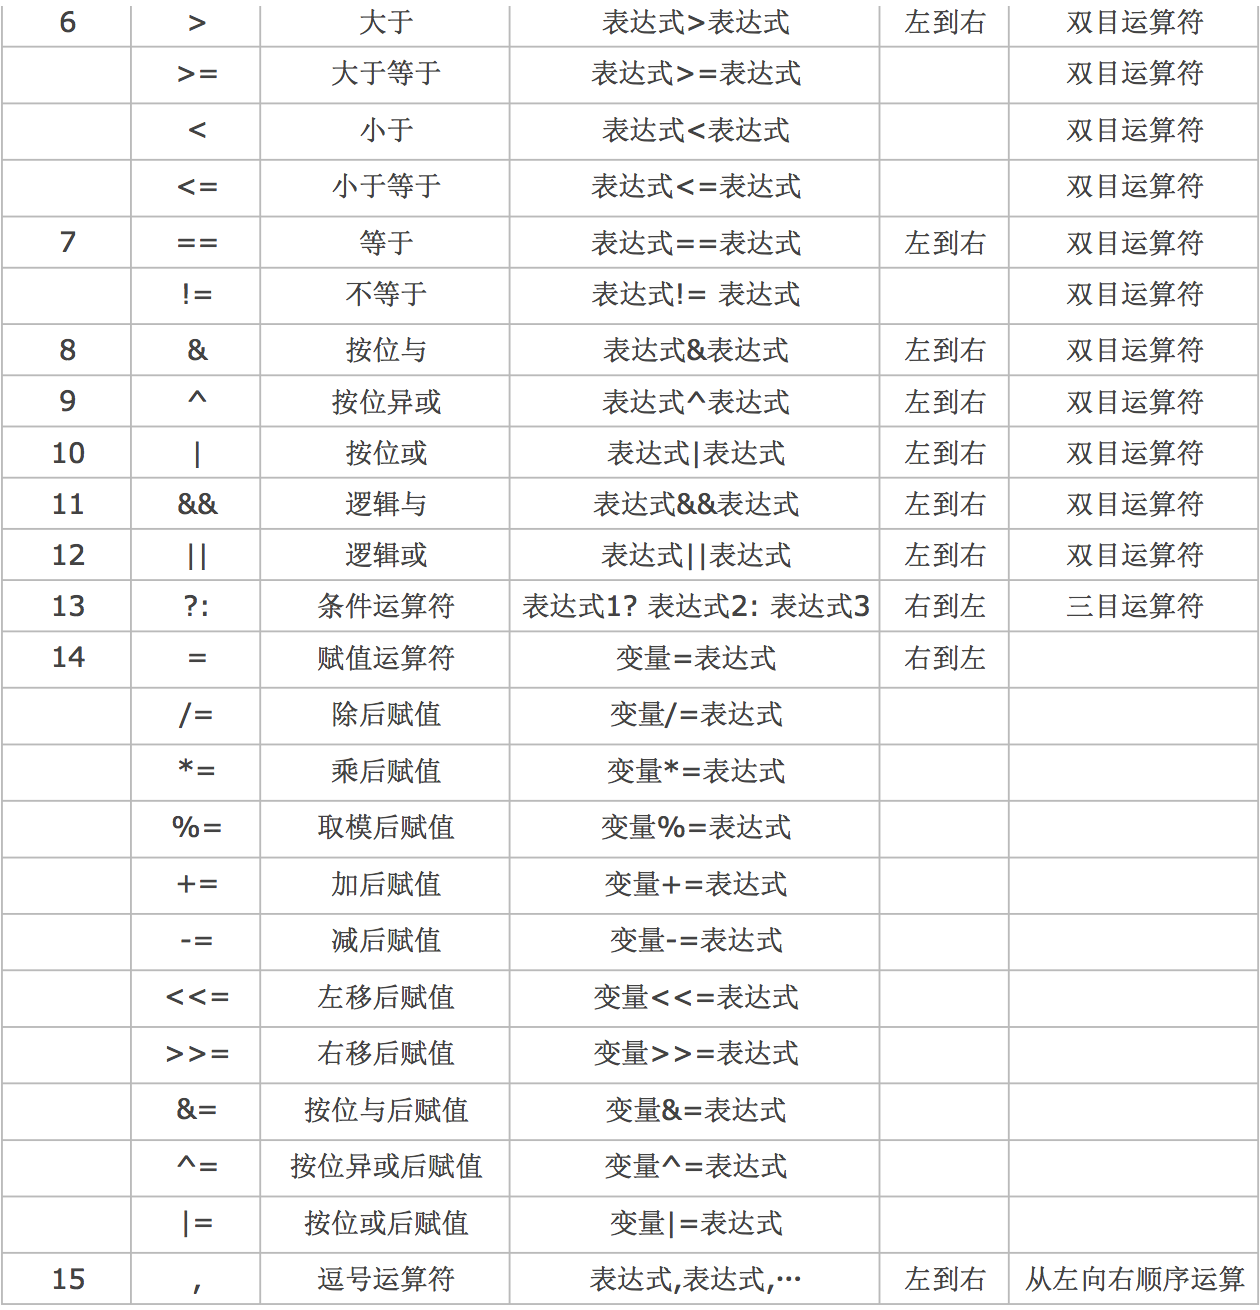 6 > 大于 表达式>表达式 左到右 双目运算符
>= 大于等于 表达式>=表达式 双目运算符
< 小于 表达式<表达式 双目运算符
<= 小于等于 表达式<=表达式 双目运算符
7 == 等于 表达式==表达式 左到右 双目运算符
!= 不等于 表达式!= 表达式 双目运算符
8 & 按位与 表达式&表达式 左到右 双目运算符
9 ^ 按位异或 表达式^表达式 左到右 双目运算符
10 | 按位或 表达式|表达式 左到右 双目运算符
11 && 逻辑与 表达式&&表达式 左到右 双目运算符
12 || 逻辑或 表达式||表达式 左到右 双目运算符
13 ?: 条件运算符 表达式1? 表达式2: 表达式3 右到左 三目运算符
14 = 赋值运算符 变量=表达式 右到左
/= 除后赋值 变量/=表达式
*= 乘后赋值 变量*=表达式
%= 取模后赋值 变量%=表达式
+= 加后赋值 变量+=表达式
-= 减后赋值 变量-=表达式
<<= 左移后赋值 变量<<=表达式
>>= 右移后赋值 变量>>=表达式
&= 按位与后赋值 变量&=表达式
^= 按位异或后赋值 变量^=表达式
|= 按位或后赋值 变量|=表达式
15 , 逗号运算符 表达式,表达式,… 左到右 从左向右顺序运算